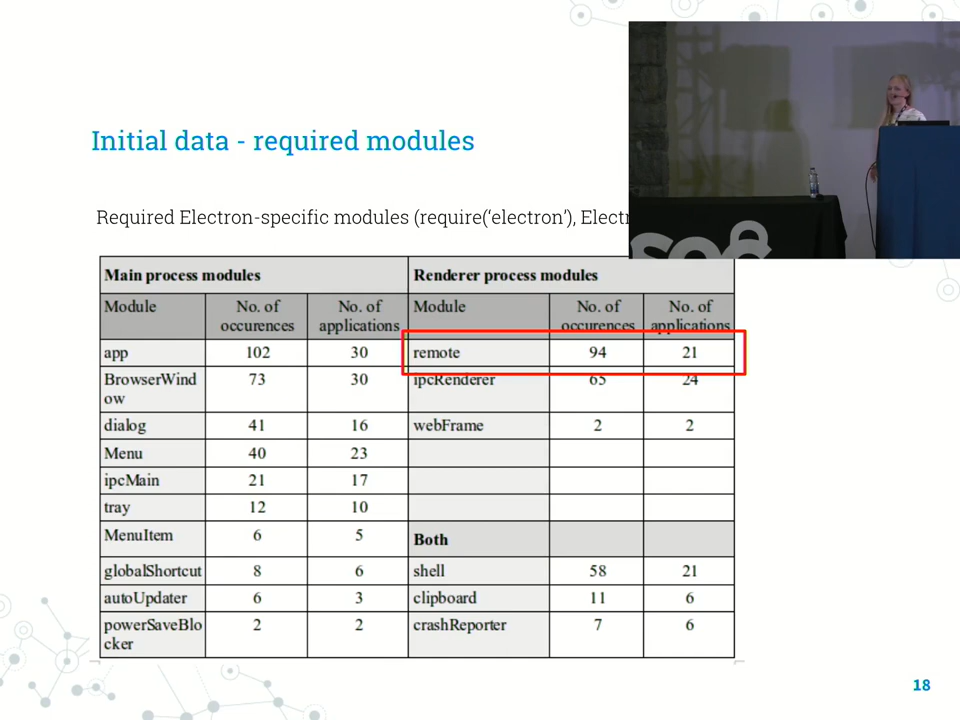 Initial data - required modules
Required Electron-specific modules (require(‘electron’), Electr
Main process modules Renderer process modules
Module No. of occurences No. of applications Module No. of occurences No. of applications
app 102 30 remote 94 21
BrowserWindow 73 30 ipcRenderer 65 24
dialog 41 16 webFrame 2 2
Menu 40 23
ipcMain 21 17
tray 12 10
MenuItem 6 5 Both
globalShortcut 8 6 shell 58 21
autoUpdater 6 3 clipboard 11 6
powerSaveBlocker 2 2 crashReporter 7 6
18